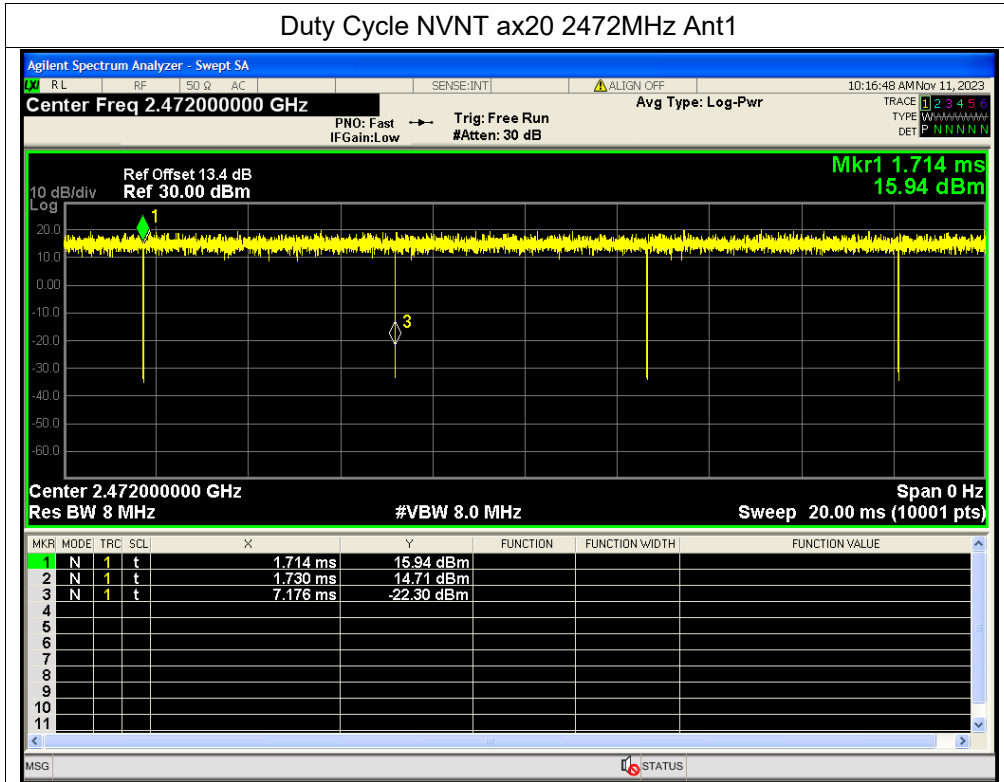 Duty Cycle NVNT ax20 2472MHz Ant1
Agilent Spectrum Analyzer - Swept SA
LXI RL RF 50 Ω AC SENSE:INT ALIGN OFF 10:16:48 AM Nov 11, 2023
Center Freq 2.472000000 GHz Avg Type: Log-Pwr TRACE 1 2 3 4 5 6
PNO: Fast Trig: Free Run TYPE W
IFGain:Low #Atten: 30 dB DET P N N N N N
Mkr1 1.714 ms
Ref Offset 13.4 dB 15.94 dBm
10 dB/div Ref 30.00 dBm
Log
1
20.0
10.0
0.00
-10.0
3
-20.0
-30.0
-40.0
-50.0
-60.0
Center 2.472000000 GHz Span 0 Hz
Res BW 8 MHz #VBW 8.0 MHz Sweep 20.00 ms (10001 pts)
MKR MODE TRC SCL X Y FUNCTION FUNCTION WIDTH FUNCTION VALUE
1 N 1 t 1.714 ms 15.94 dBm
2 N 1 t 1.730 ms 14.71 dBm
3 N 1 t 7.176 ms -22.30 dBm
4
5
6
7
8
9
10
11
MSG STATUS